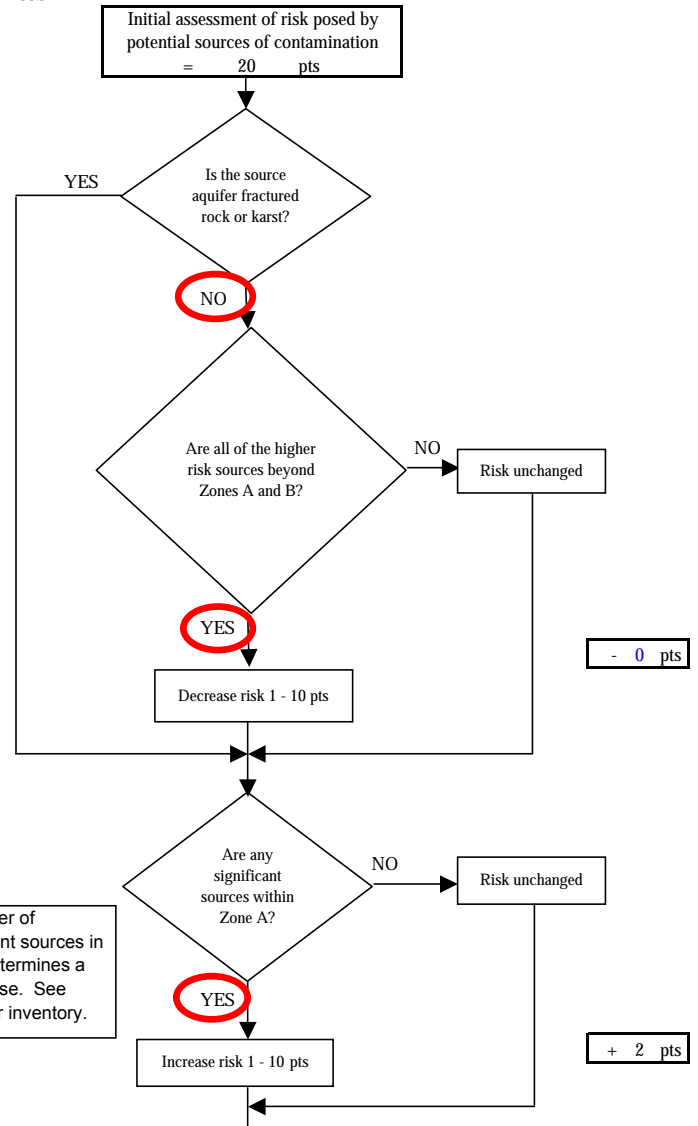 Initial assessment of risk posed by
potential sources of contamination
= 20 pts
Is the source
aquifer fractured
rock or karst?
YES
NO
Are all of the higher
risk sources beyond
Zones A and B?
NO
Risk unchanged
YES
- 0 pts
Decrease risk 1 - 10 pts
Are any
significant
sources within
Zone A?
NO
Risk unchanged
er of
nt sources in
termines a
se. See
r inventory.
YES
Increase risk 1 - 10 pts
+ 2 pts